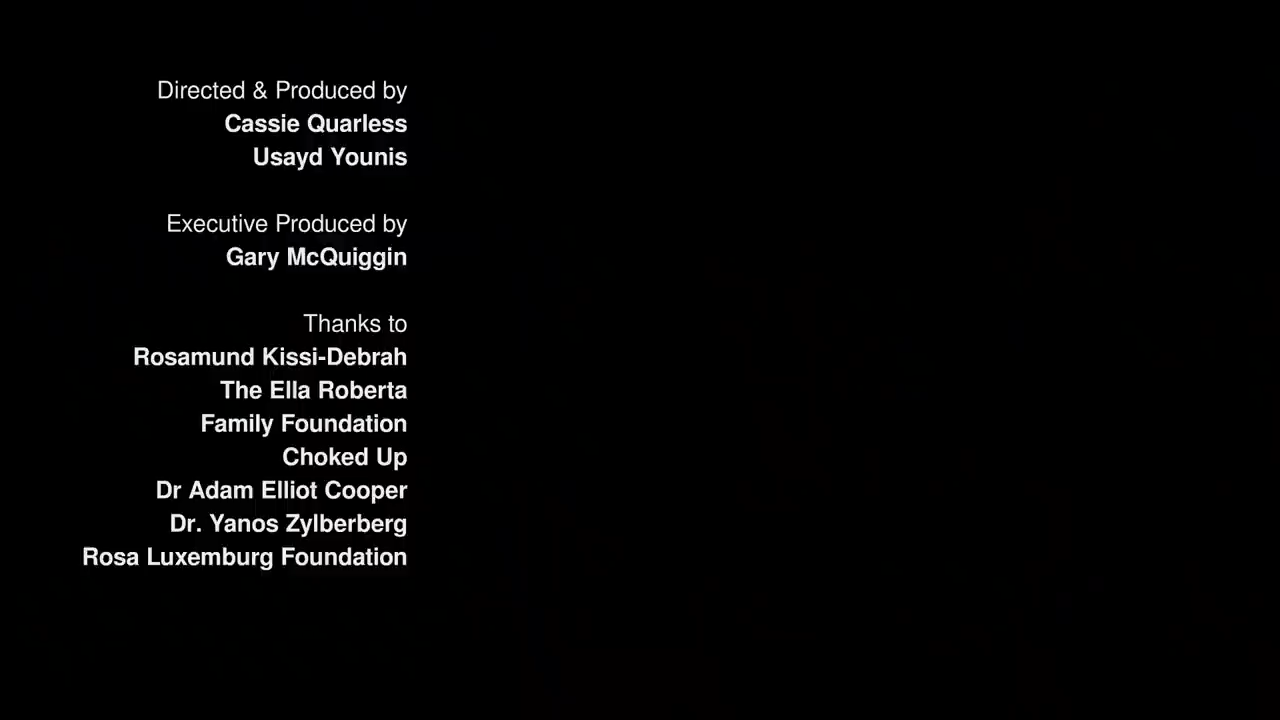 Directed & Produced by
Cassie Quarless
Usayd Younis
Executive Produced by
Gary McQuiggin
Thanks to
Rosamund Kissi-Debrah
The Ella Roberta
Family Foundation
Choked Up
Dr Adam Elliot Cooper
Dr. Yanos Zylberberg
Rosa Luxemburg Foundation